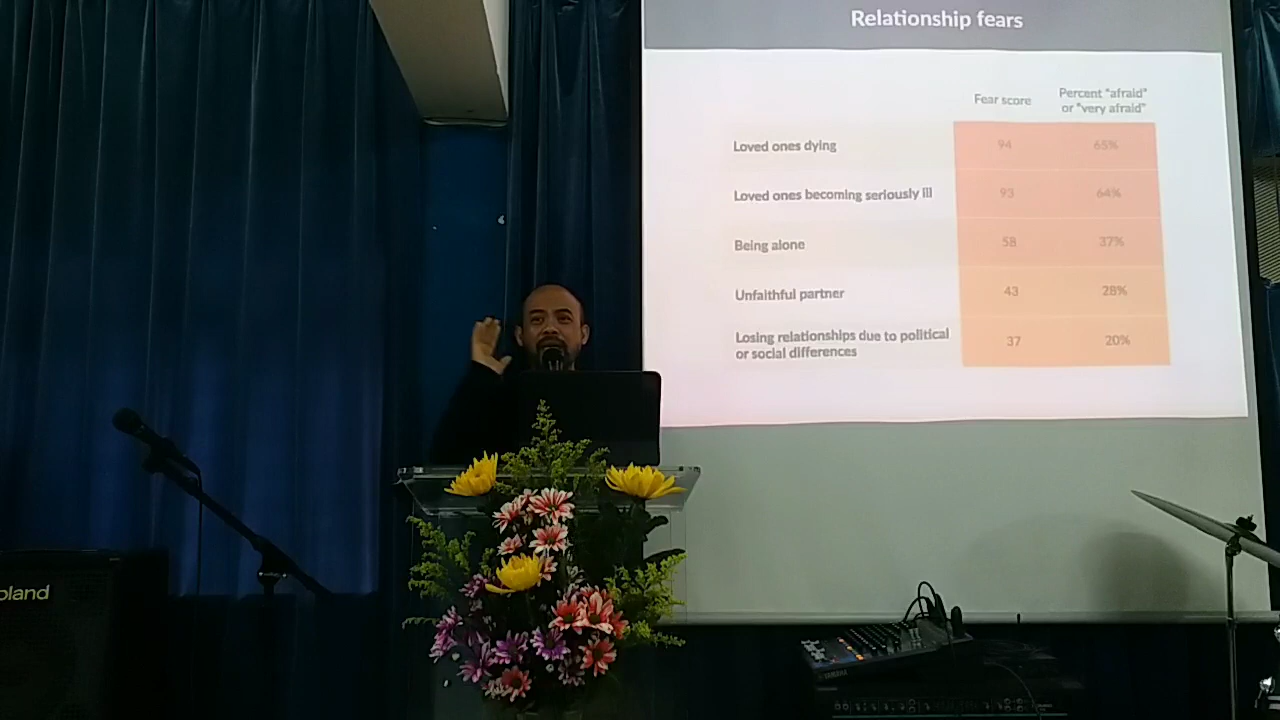 Relationship fears
Fear score
Percent "afraid"
or "very afraid"
Loved ones dying 94 65%
Loved ones becoming seriously ill 93 64%
Being alone 58 37%
Unfaithful partner 43 28%
Losing relationships due to political
or social differences 37 20%
oland
YAMAHA